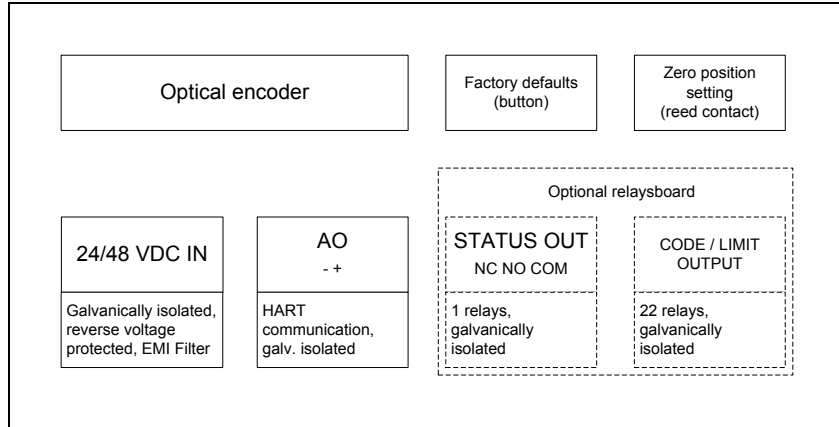 Optical encoder
Factory defaults
(button)
Zero position
setting
(reed contact)
Optional relaysboard
24/48 VDC IN
AO
- +
STATUS OUT
NC NO COM
CODE / LIMIT
OUTPUT
Galvanically isolated,
reverse voltage
protected, EMI Filter
HART
communication,
galv. isolated
1 relays,
galvanically
isolated
22 relays,
galvanically
isolated